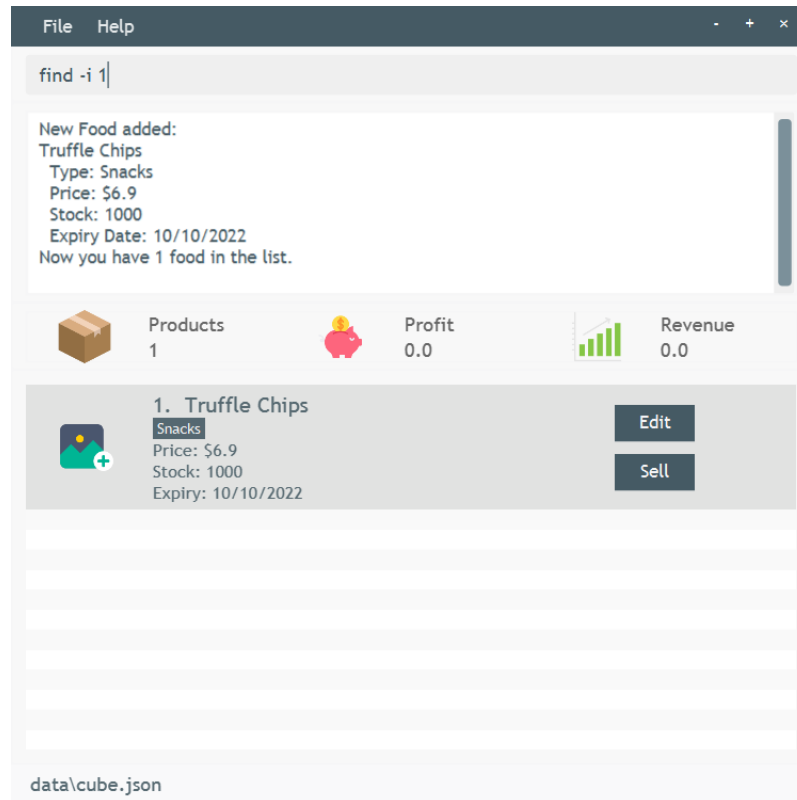 File Help - + ×
find -i 1
New Food added:
Truffle Chips
Type: Snacks
Price: $6.9
Stock: 1000
Expiry Date: 10/10/2022
Now you have 1 food in the list.
Products
1
Profit
0.0
Revenue
0.0
1. Truffle Chips
Snacks
Price: $6.9
Stock: 1000
Expiry: 10/10/2022
Edit
Sell
data\cube.json